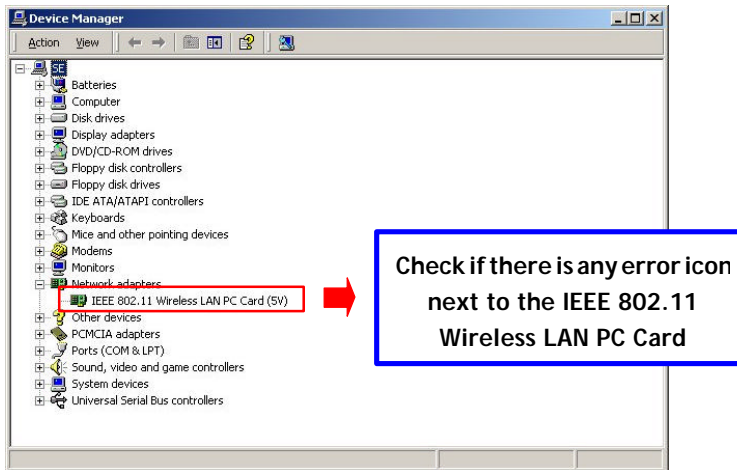 Device Manager
Action View
SE
Batteries
Computer
Disk drives
Display adapters
DVD/CD-ROM drives
Floppy disk controllers
Floppy disk drives
IDE ATA/ATAPI controllers
Keyboards
Mice and other pointing devices
Modems
Monitors
Network adapters
IEEE 802.11 Wireless LAN PC Card (5V)
Other devices
PCMCIA adapters
Ports (COM & LPT)
Sound, video and game controllers
System devices
Universal Serial Bus controllers
Check if there is any error icon
next to the IEEE 802.11
Wireless LAN PC Card